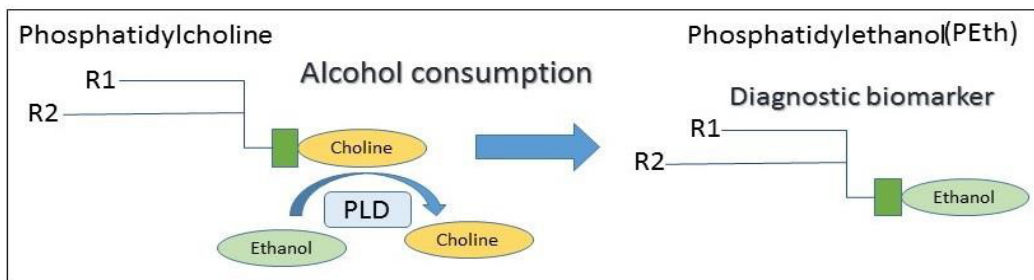 Phosphatidylcholine
R1
R2
Choline
Alcohol consumption
PLD
Ethanol
Choline
Phosphatidylethanol(PEth)
Diagnostic biomarker
R1
R2
Ethanol